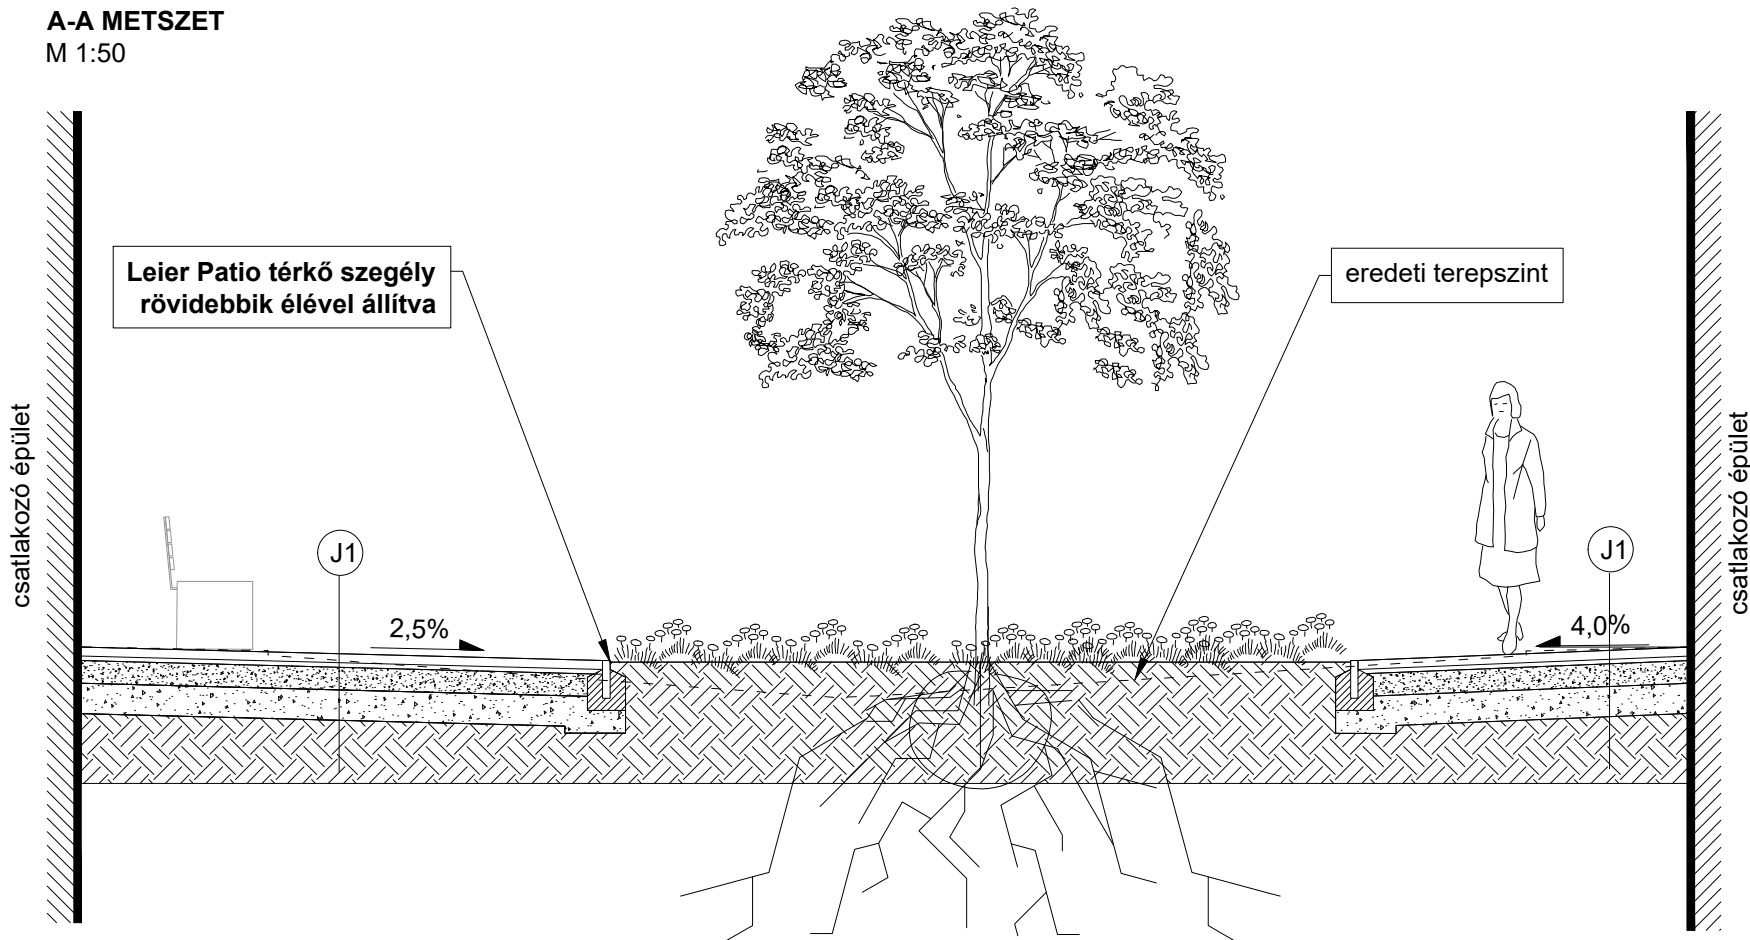 A-A METSZET
M 1:50
Leier Patio térkő szegély
rövidebbik élével állítva
eredeti terepszint
csatlakozó épület
csatlakozó épület
J1
J1
2,5%
4,0%